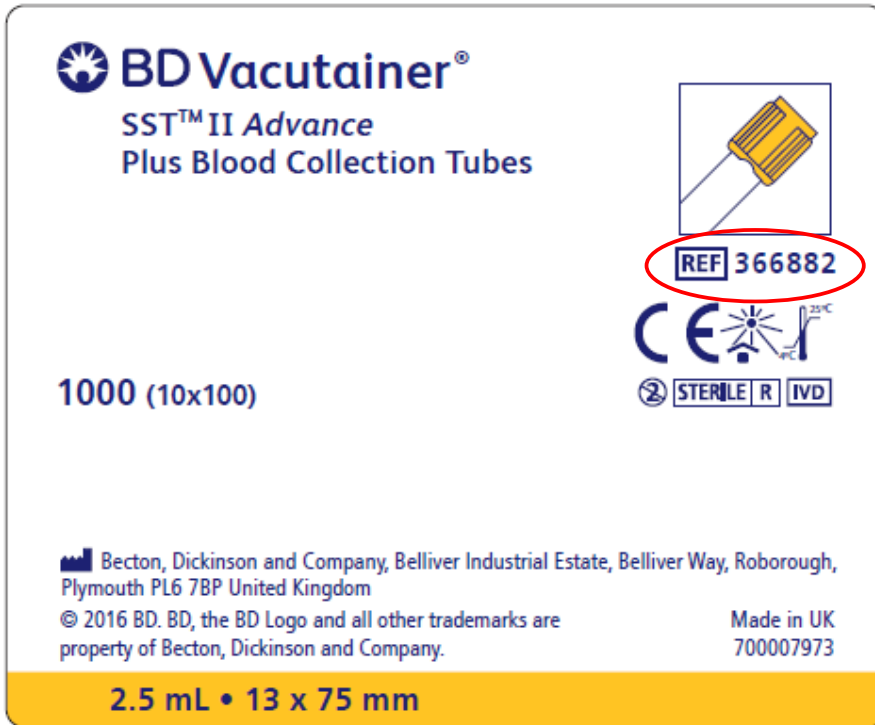 BD Vacutainer®
SST™ II Advance
Plus Blood Collection Tubes
REF 366882
CE
25°C
4°C
1000 (10x100)
2 STERILE R IVD
Becton, Dickinson and Company, Belliver Industrial Estate, Belliver Way, Roborough,
Plymouth PL6 7BP United Kingdom
© 2016 BD. BD, the BD Logo and all other trademarks are
property of Becton, Dickinson and Company.
Made in UK
700007973
2.5 mL • 13 x 75 mm